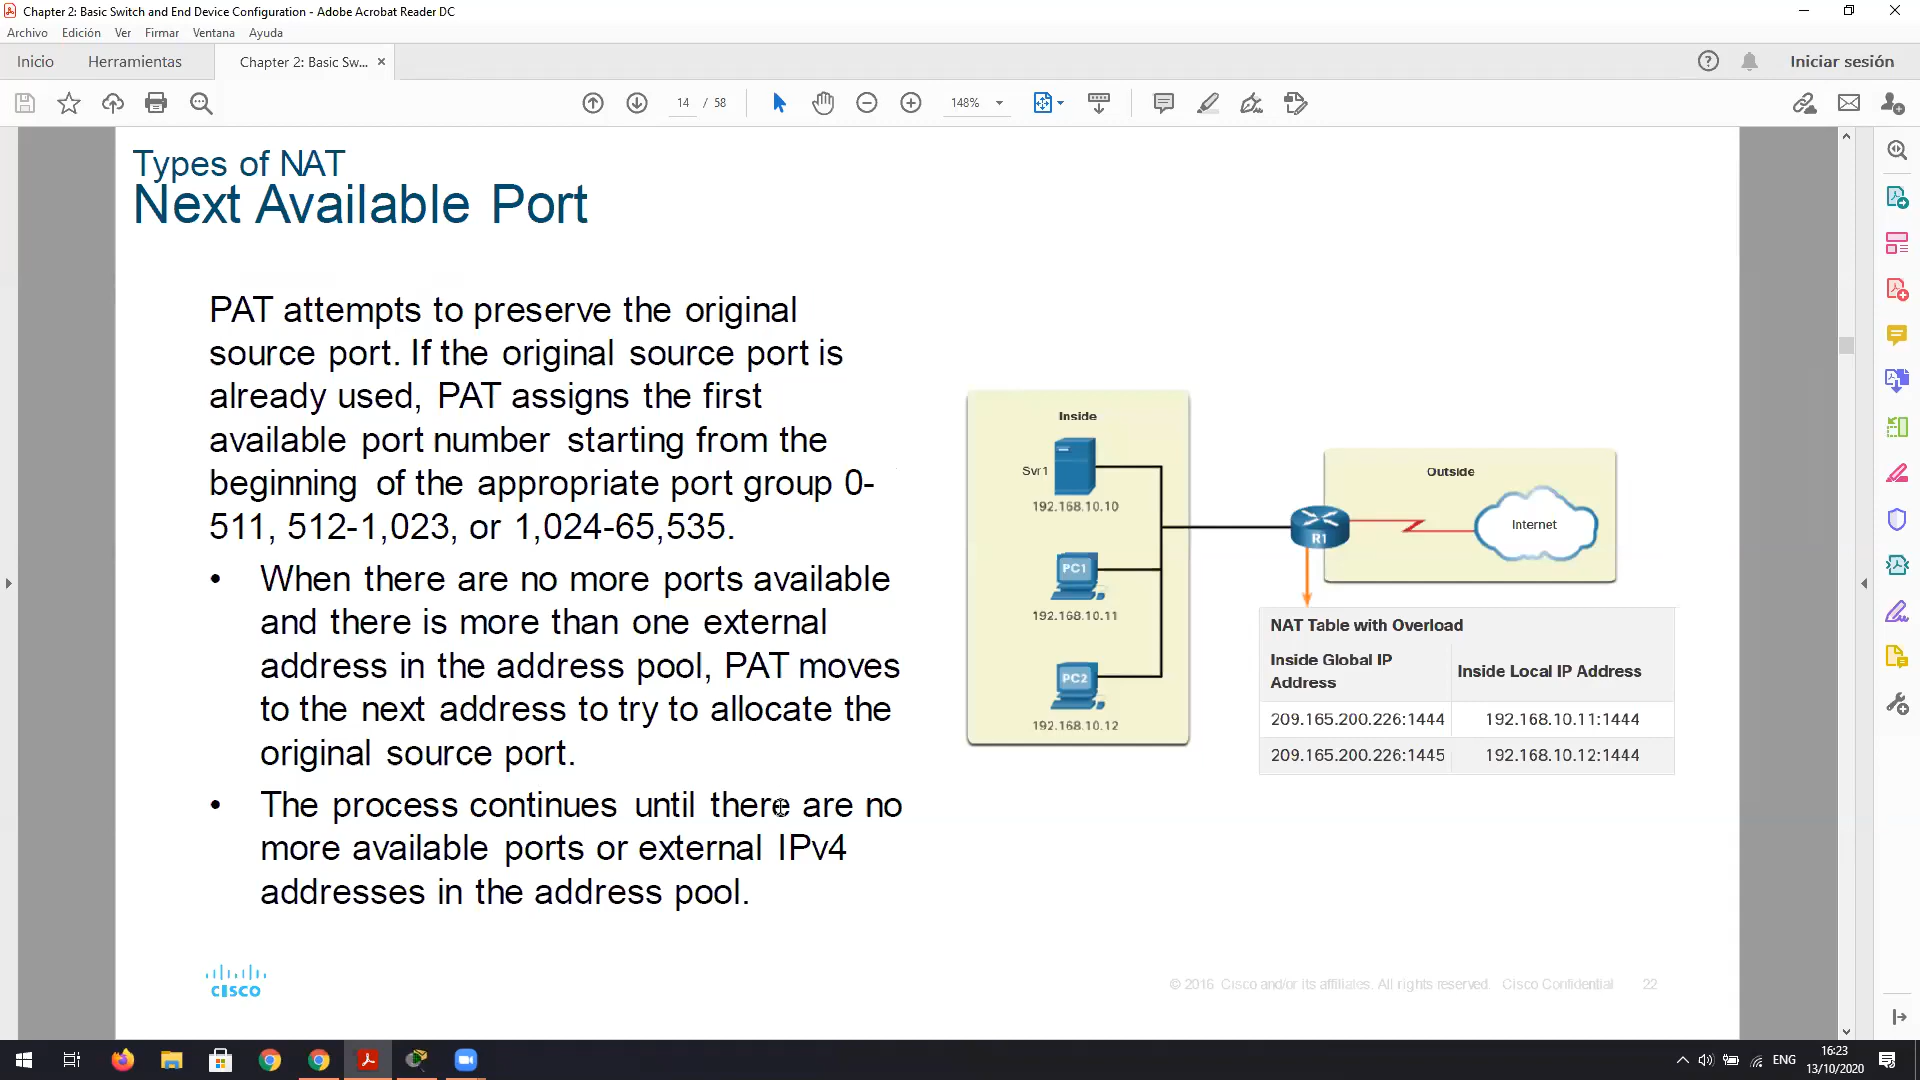 Chapter 2: Basic Switch and End Device Configuration - Adobe Acrobat Reader DC
Archivo Edición Ver Firmar Ventana Ayuda
Inicio Herramientas Chapter 2: Basic Sw... × Iniciar sesión
14 / 58 148%
Types of NAT
Next Available Port
PAT attempts to preserve the original
source port. If the original source port is
already used, PAT assigns the first
available port number starting from the
beginning of the appropriate port group 0-
511, 512-1,023, or 1,024-65,535.
• When there are no more ports available
and there is more than one external
address in the address pool, PAT moves
to the next address to try to allocate the
original source port.
• The process continues until there are no
more available ports or external IPv4
addresses in the address pool.
Inside
Svr1
192.168.10.10
PC1
192.168.10.11
PC2
192.168.10.12
R1
Outside
Internet
NAT Table with Overload
Inside Global IP
Address
Inside Local IP Address
209.165.200.226:1444 192.168.10.11:1444
209.165.200.226:1445 192.168.10.12:1444
CISCO
© 2016 Cisco and/or its affiliates. All rights reserved. Cisco Confidential 22
ENG
16:23
13/10/2020